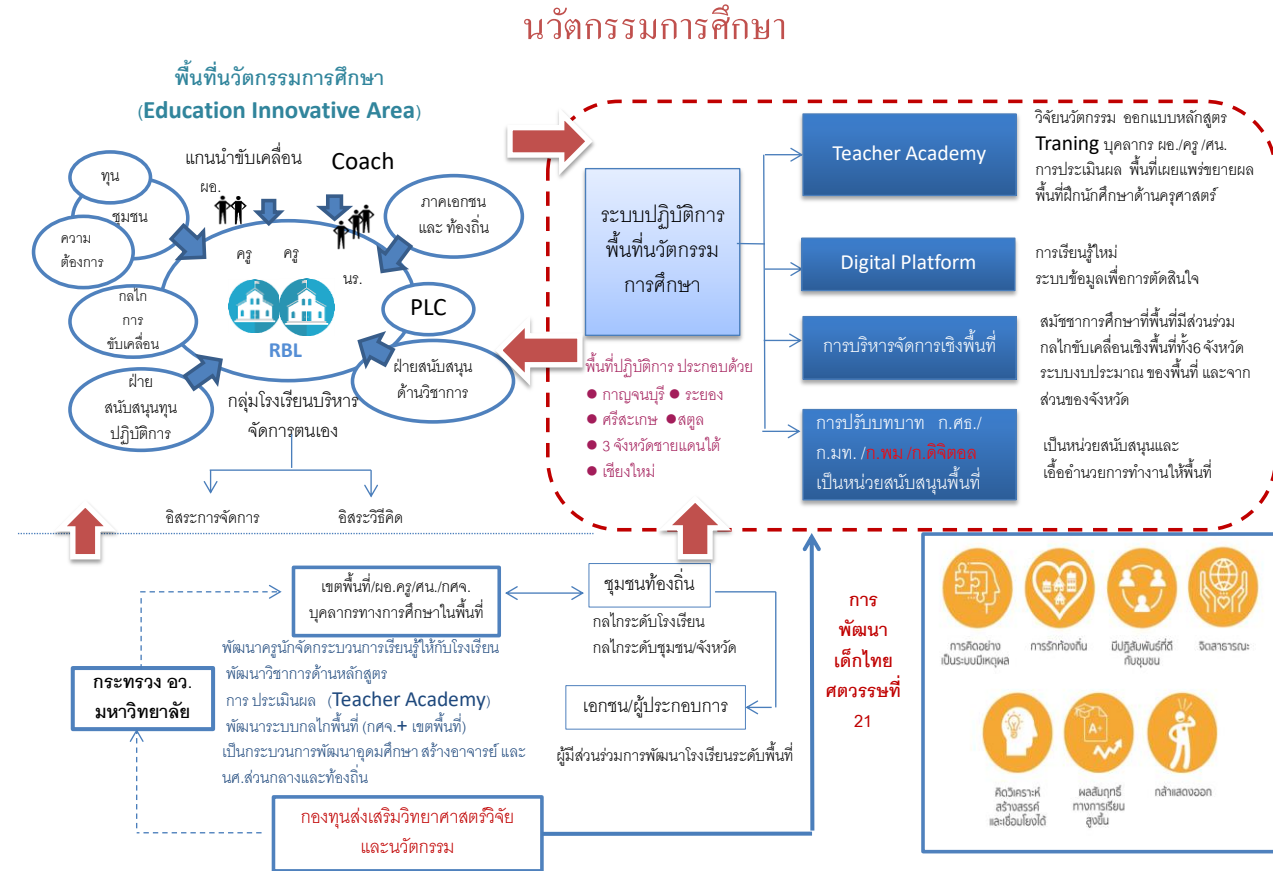 นวัตกรรมการศึกษา
พื้นที่นวัตกรรมการศึกษา
(Education Innovative Area)
แกนนำขับเคลื่อน
Coach
ผอ.
ทุน
ชุมชน
ความ
ต้องการ
กลไก
การ
ขับเคลื่อน
ฝ่าย
สนับสนุนทุน
ปฏิบัติการ
ครู
ครู
นร.
RBL
ภาคเอกชน
และ ท้องถิ่น
PLC
ฝ่ายสนับสนุน
ด้านวิชาการ
กลุ่มโรงเรียนบริหาร
จัดการตนเอง
อิสระการจัดการ
อิสระวิธีคิด
ระบบปฏิบัติการ
พื้นที่นวัตกรรม
การศึกษา
พื้นที่ปฏิบัติการ ประกอบด้วย
● กาญจนบุรี ● ระยอง
● ศรีสะเกษ ●สตูล
● 3 จังหวัดชายแดนใต้
● เชียงใหม่
Teacher Academy
วิจัยนวัตกรรม ออกแบบหลักสูตร
Traning บุคลากร ผอ./ครู /ศน.
การประเมินผล พื้นที่เผยแพร่ขยายผล
พื้นที่ฝึกนักศึกษาด้านครุศาสตร์
Digital Platform
การเรียนรู้ใหม่
ระบบข้อมูลเพื่อการตัดสินใจ
การบริหารจัดการเชิงพื้นที่
สมัชชาการศึกษาที่พื้นที่มีส่วนร่วม
กลไกขับเคลื่อนเชิงพื้นที่ทั้ง6 จังหวัด
ระบบงบประมาณ ของพื้นที่ และจาก
ส่วนของจังหวัด
การปรับบทบาท ก.ศธ./
ก.มท. /ก.พม /ก.ดิจิตอล
เป็นหน่วยสนับสนุนพื้นที่
เป็นหน่วยสนับสนุนและ
เอื้ออำนวยการทำงานให้พื้นที่
เขตพื้นที่/ผอ.ครู/ศน./กศจ.
บุคลากรทางการศึกษาในพื้นที่
ชุมชนท้องถิ่น
กลไกระดับโรงเรียน
กลไกระดับชุมชน/จังหวัด
กระทรวง อว.
มหาวิทยาลัย
พัฒนาครูนักจัดกระบวนการเรียนรู้ให้กับโรงเรียน
พัฒนาวิชาการด้านหลักสูตร
การ ประเมินผล (Teacher Academy)
พัฒนาระบบกลไกพื้นที่ (กศจ.+ เขตพื้นที่)
เป็นกระบวนการพัฒนาอุดมศึกษา สร้างอาจารย์ และ
นศ.ส่วนกลางและท้องถิ่น
เอกชน/ผู้ประกอบการ
ผู้มีส่วนร่วมการพัฒนาโรงเรียนระดับพื้นที่
กองทุนส่งเสริมวิทยาศาสตร์วิจัย
และนวัตกรรม
การ
พัฒนา
เด็กไทย
ศตวรรษที่
21
การคิดอย่าง
เป็นระบบมีเหตุผล
การรักท้องถิ่น
มีปฏิสัมพันธ์ที่ดี
กับชุมชน
จิตสาธารณะ
A+
คิดวิเคราะห์
สร้างสรรค์
และเชื่อมโยงได้
ผลสัมฤทธิ์
ทางการเรียน
สูงขึ้น
กล้าแสดงออก